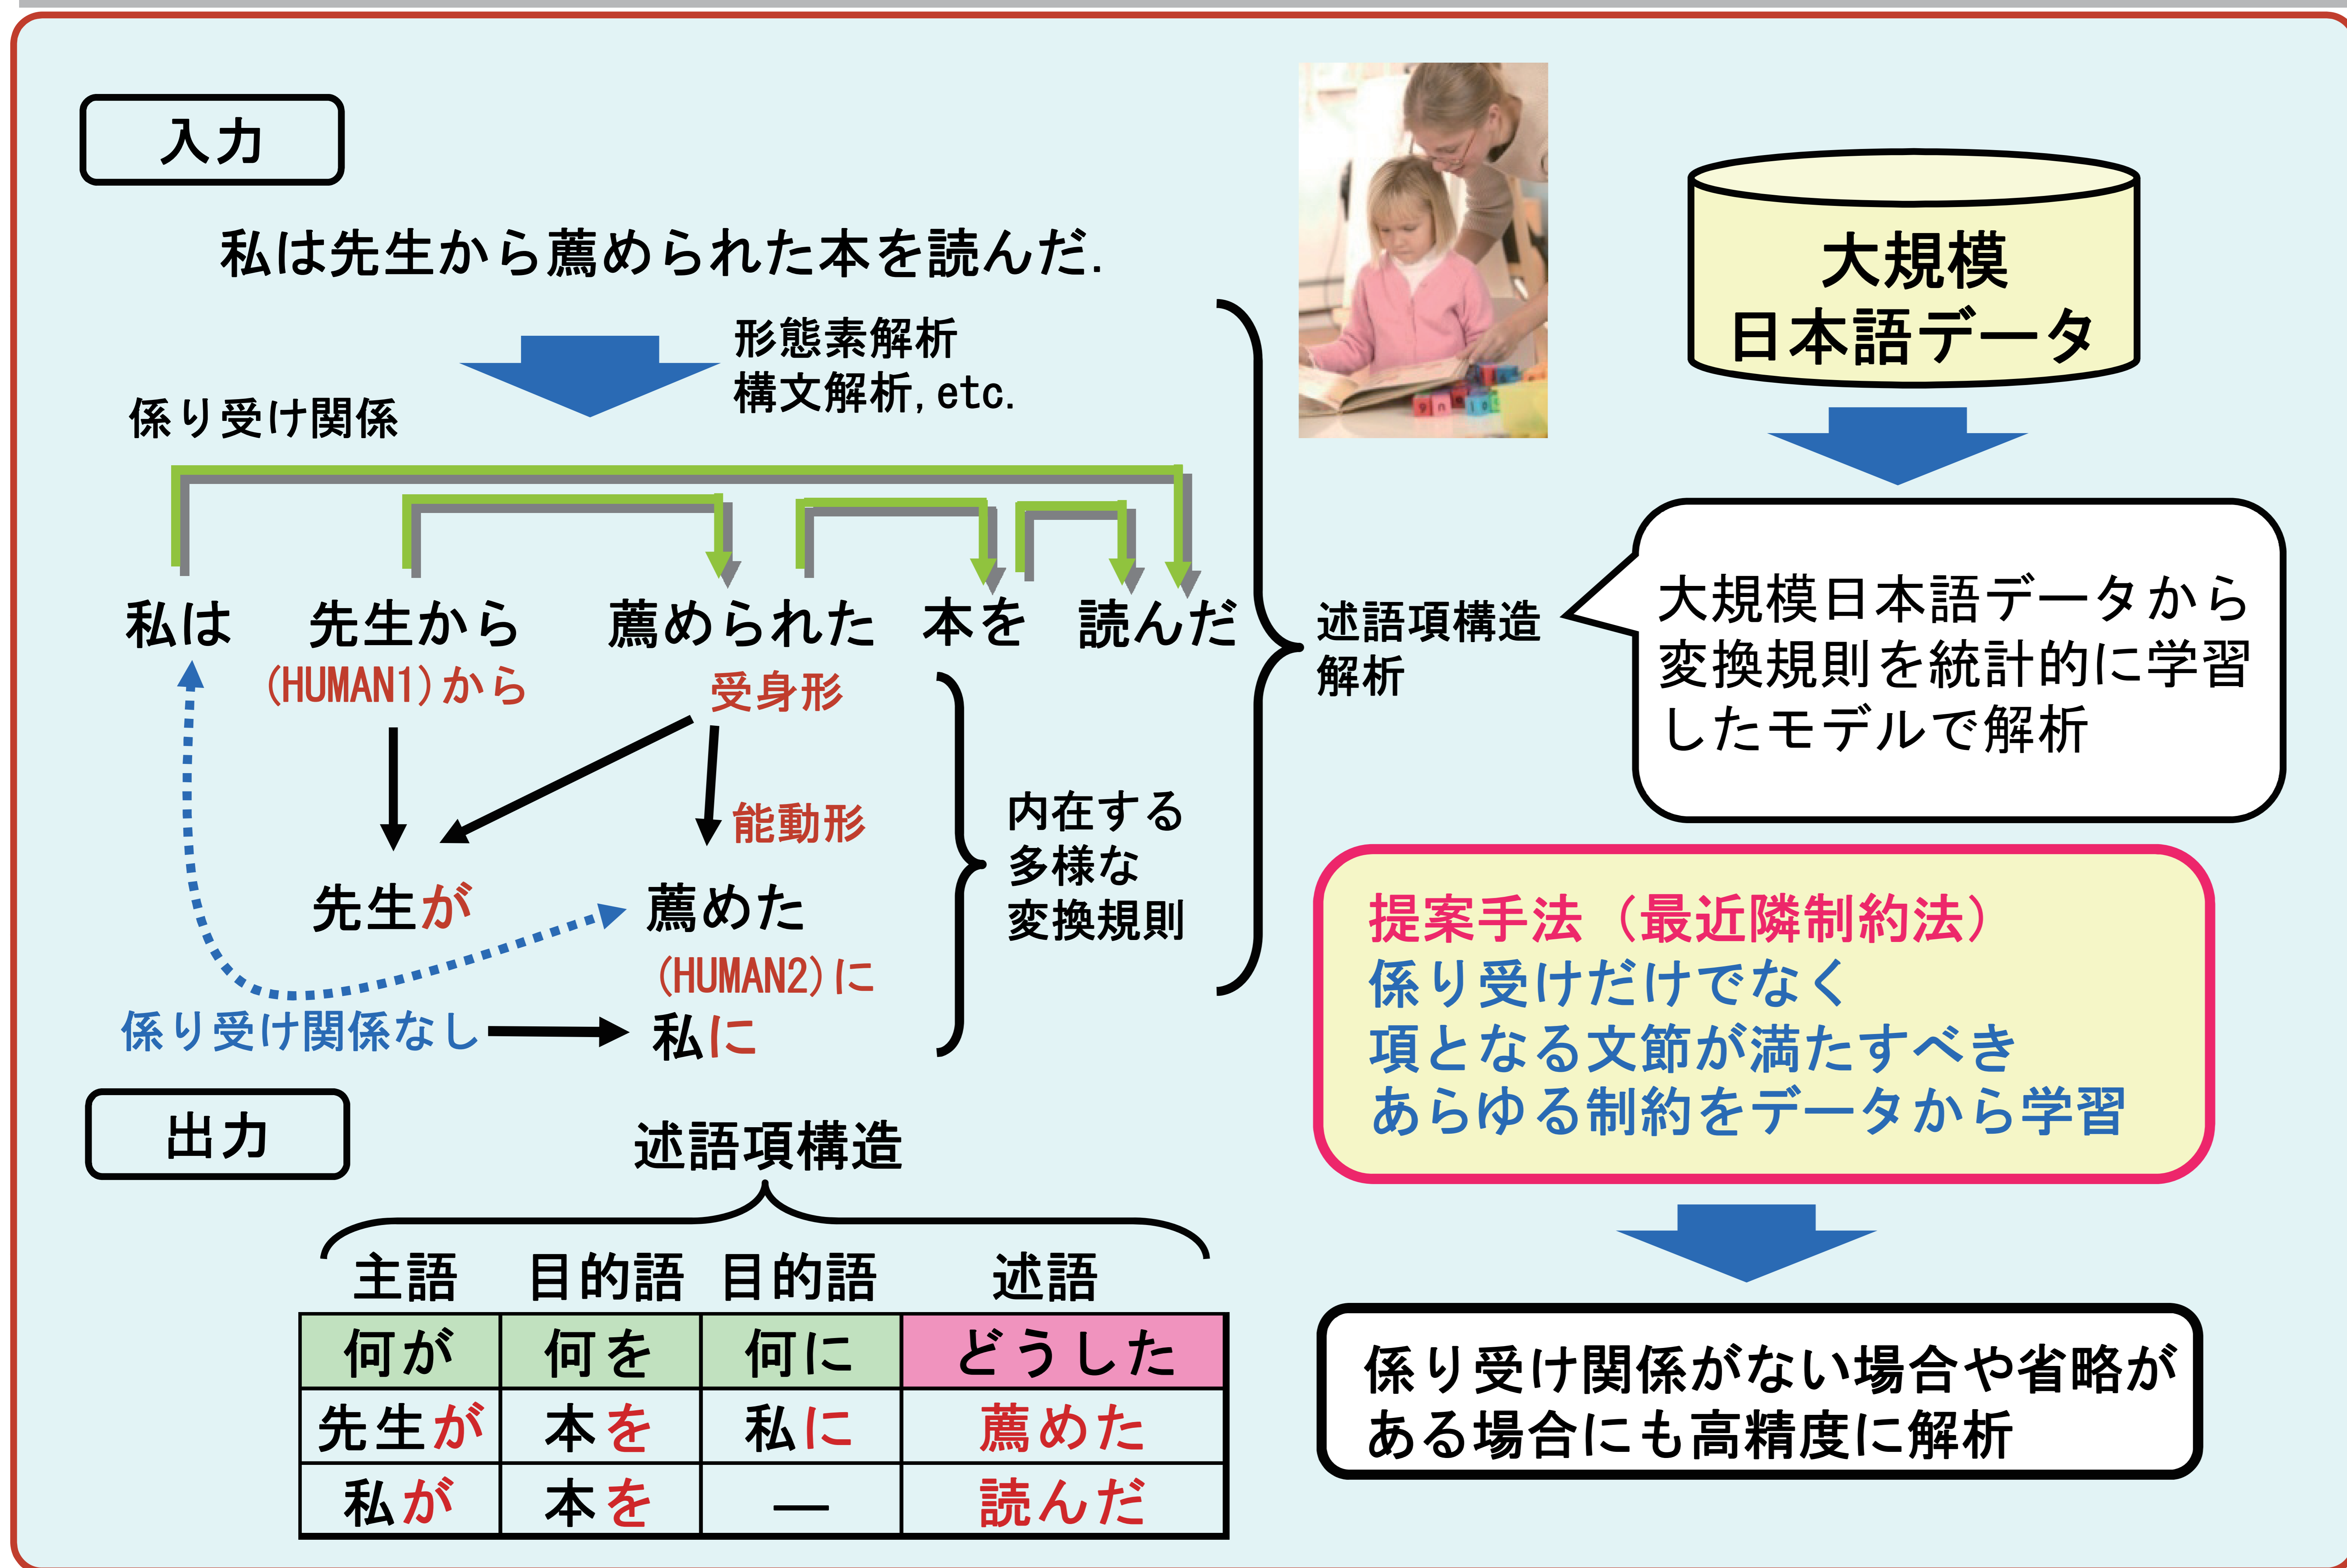 入力
私は先生から薦められた本を読んだ.
形態素解析
構文解析, etc.
係り受け関係
私は 先生から 薦められた 本を 読んだ
(HUMAN1)から 受身形
能動形
先生が 薦めた
(HUMAN2)に
係り受け関係なし 私に
内在する
多様な
変換規則
述語項構造
解析
出力
述語項構造
主語 目的語 目的語 述語
何が 何を 何に どうした
先生が 本を 私に 薦めた
私が 本を — 読んだ
大規模
日本語データ
大規模日本語データから
変換規則を統計的に学習
したモデルで解析
提案手法（最近隣制約法）
係り受けだけでなく
項となる文節が満たすべき
あらゆる制約をデータから学習
係り受け関係がない場合や省略が
ある場合にも高精度に解析